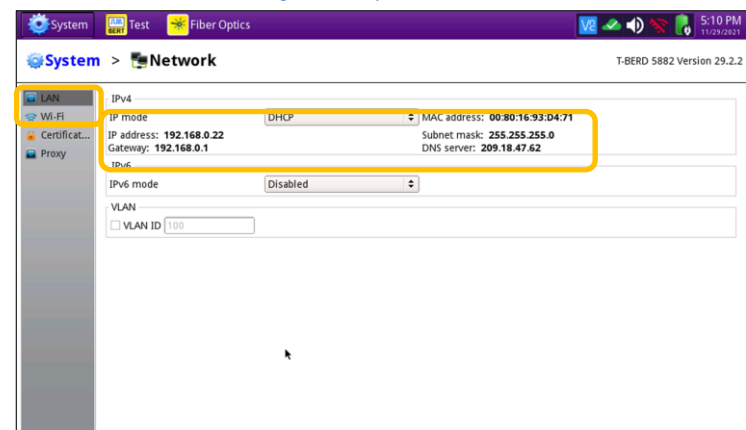 System Test Fiber Optics 5:10 PM
BERT V2 11/29/2021
System > Network T-BERD 5882 Version 29.2.2
LAN
Wi-Fi
Certificat...
Proxy
IPv4
IP mode DHCP MAC address: 00:80:16:93:D4:71
IP address: 192.168.0.22 Subnet mask: 255.255.255.0
Gateway: 192.168.0.1 DNS server: 209.18.47.62
IPv6
IPv6 mode Disabled
VLAN
VLAN ID 100